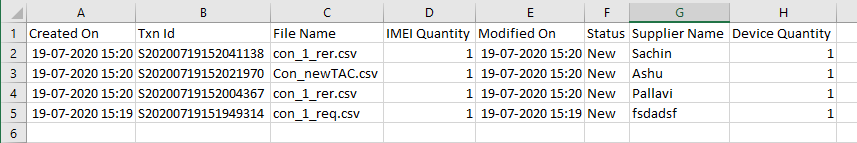 A B C D E F G H
1 Created On Txn Id File Name IMEI Quantity Modified On Status Supplier Name Device Quantity
2 19-07-2020 15:20 S20200719152041138 con_1_rer.csv 1 19-07-2020 15:20 New Sachin 1
3 19-07-2020 15:20 S20200719152021970 Con_newTAC.csv 1 19-07-2020 15:20 New Ashu 1
4 19-07-2020 15:20 S20200719152004367 con_1_rer.csv 1 19-07-2020 15:20 New Pallavi 1
5 19-07-2020 15:19 S20200719151949314 con_1_req.csv 1 19-07-2020 15:19 New fsdadsf 1
6